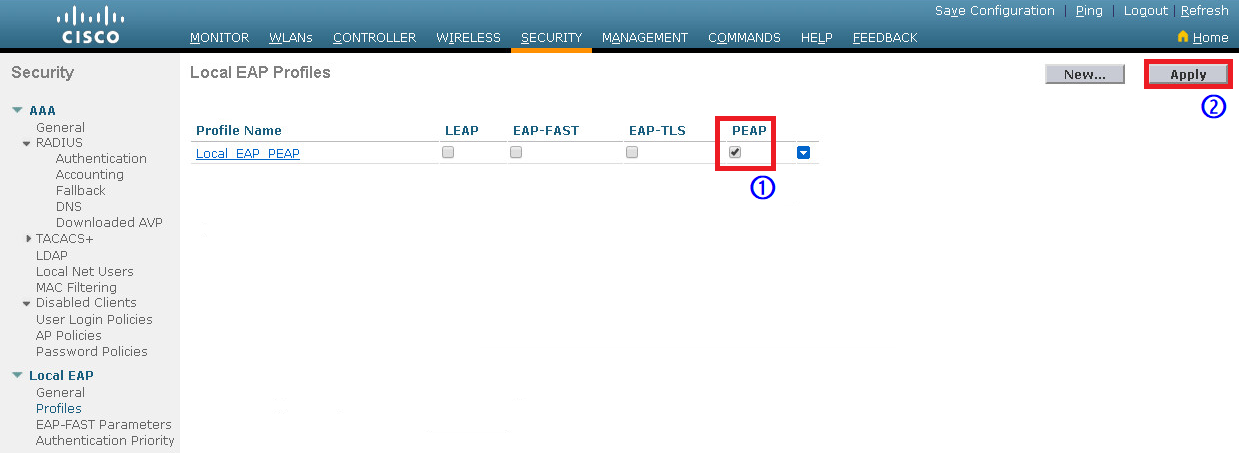 Save Configuration | Ping | Logout | Refresh
CISCO
MONITOR WLANs CONTROLLER WIRELESS SECURITY MANAGEMENT COMMANDS HELP FEEDBACK Home
Security
Local EAP Profiles
New...
Apply
②
AAA
General
RADIUS
Authentication
Accounting
Fallback
DNS
Downloaded AVP
TACACS+
LDAP
Local Net Users
MAC Filtering
Disabled Clients
User Login Policies
AP Policies
Password Policies
Local EAP
General
Profiles
EAP-FAST Parameters
Authentication Priority
Profile Name LEAP EAP-FAST EAP-TLS PEAP
Local_EAP_PEAP
①